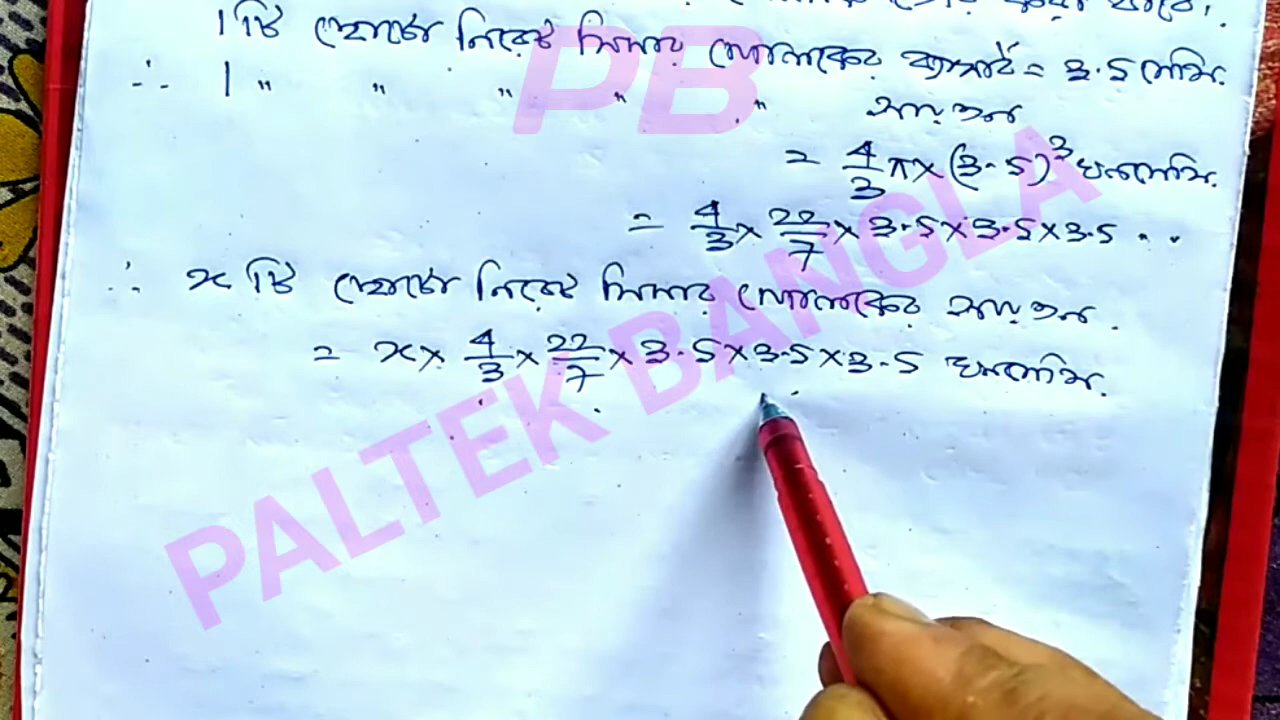 1টি ছোটো নিরেট সিসার গোলকের ব্যাসার্ধ = 3.5 সেমি.
∴ 1 " " " " " আয়তন
= 4/3 π × (3.5)³ ঘনসেমি.
= 4/3 × 22/7 × 3.5 × 3.5 × 3.5 ..
∴ x টি ছোটো নিরেট সিসার গোলকের আয়তন.
= x × 4/3 × 22/7 × 3.5 × 3.5 × 3.5 ঘনসেমি.
PB
PALTEK BANGLA